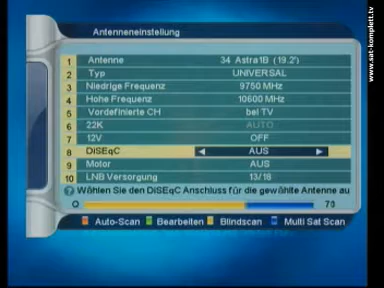 Antenneneinstellung
1 Antenne 34 Astra1B (19.2°)
2 Typ UNIVERSAL
3 Niedrige Frequenz 9750 MHz
4 Hohe Frequenz 10600 MHz
5 Vordefinierte CH bei TV
6 22K AUTO
7 12V OFF
8 DiSEqC AUS
9 Motor AUS
10 LNB Versorgung 13/18
Wählen Sie den DiSEqC Anschluss für die gewählte Antenne au
Q 70
Auto-Scan Bearbeiten Blindscan Multi Sat Scan
www.sat-komplett.tv